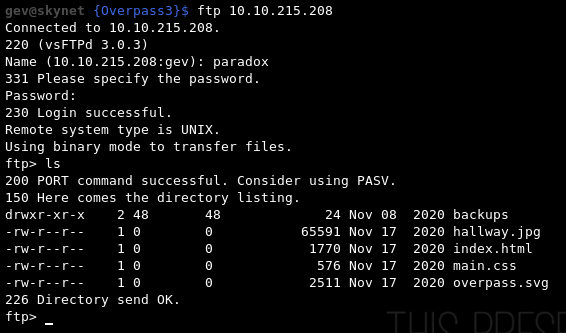 gev@skynet {Overpass3}$ ftp 10.10.215.208
Connected to 10.10.215.208.
220 (vsFTPd 3.0.3)
Name (10.10.215.208:gev): paradox
331 Please specify the password.
Password:
230 Login successful.
Remote system type is UNIX.
Using binary mode to transfer files.
ftp> ls
200 PORT command successful. Consider using PASV.
150 Here comes the directory listing.
drwxr-xr-x    2 48       48             24 Nov 08  2020 backups
-rw-r--r--    1 0        0           65591 Nov 17  2020 hallway.jpg
-rw-r--r--    1 0        0            1770 Nov 17  2020 index.html
-rw-r--r--    1 0        0             576 Nov 17  2020 main.css
-rw-r--r--    1 0        0            2511 Nov 17  2020 overpass.svg
226 Directory send OK.
ftp>
THIS